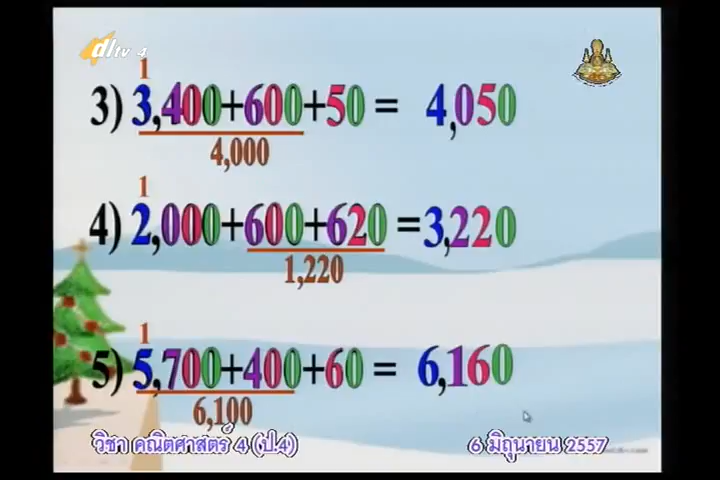 dltv 4
1
3) 3,400+600+50 = 4,050
4,000
1
4) 2,000+600+620 = 3,220
1,220
1
5) 5,700+400+60 = 6,160
6,100
วิชา คณิตศาสตร์ 4 (ป.4) 6 มิถุนายน 2557